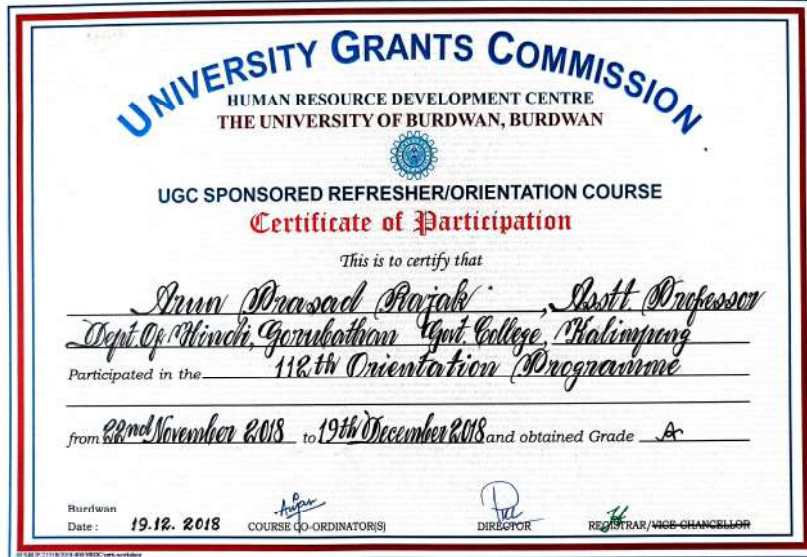 UNIVERSITY GRANTS COMMISSION
HUMAN RESOURCE DEVELOPMENT CENTRE
THE UNIVERSITY OF BURDWAN, BURDWAN
UGC SPONSORED REFRESHER/ORIENTATION COURSE
Certificate of Participation
This is to certify that
Arun Prasad Rajak , Asstt Professor
Dept. Of Hindi, Gorubathan Govt. College, Kalimpong
Participated in the 112th Orientation Programme
from 22nd November 2018 to 19th December 2018 and obtained Grade A
Burdwan
Date : 19.12.2018 COURSE CO-ORDINATOR(S) DIRECTOR REGISTRAR/VICE-CHANCELLOR